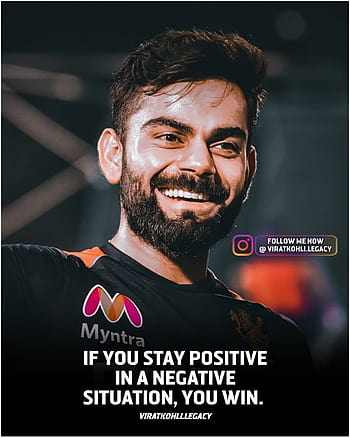 FOLLOW ME NOW
@ VIRATKOHLI.LEGACY
Myntra
IF YOU STAY POSITIVE
IN A NEGATIVE
SITUATION, YOU WIN.
VIRATKOHLI.LEGACY